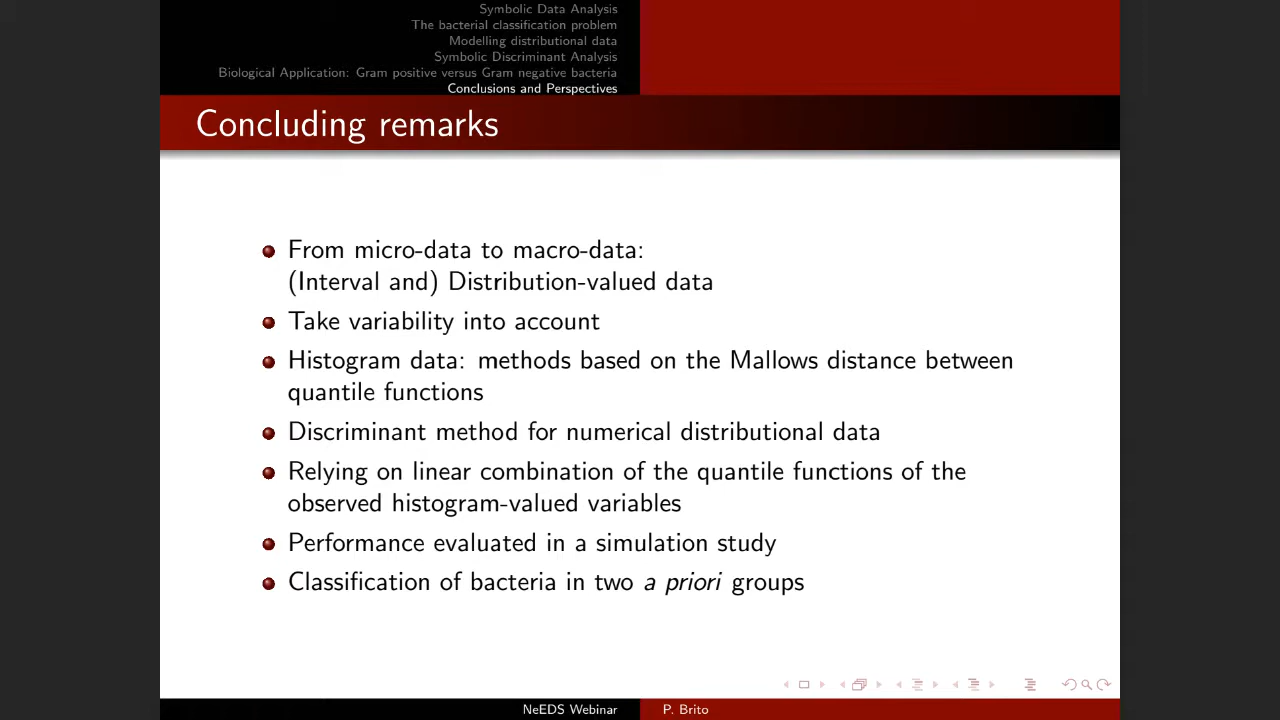 Symbolic Data Analysis
The bacterial classification problem
Modelling distributional data
Symbolic Discriminant Analysis
Biological Application: Gram positive versus Gram negative bacteria
Conclusions and Perspectives
Concluding remarks
From micro-data to macro-data:
(Interval and) Distribution-valued data
Take variability into account
Histogram data: methods based on the Mallows distance between
quantile functions
Discriminant method for numerical distributional data
Relying on linear combination of the quantile functions of the
observed histogram-valued variables
Performance evaluated in a simulation study
Classification of bacteria in two a priori groups
NeEDS Webinar
P. Brito